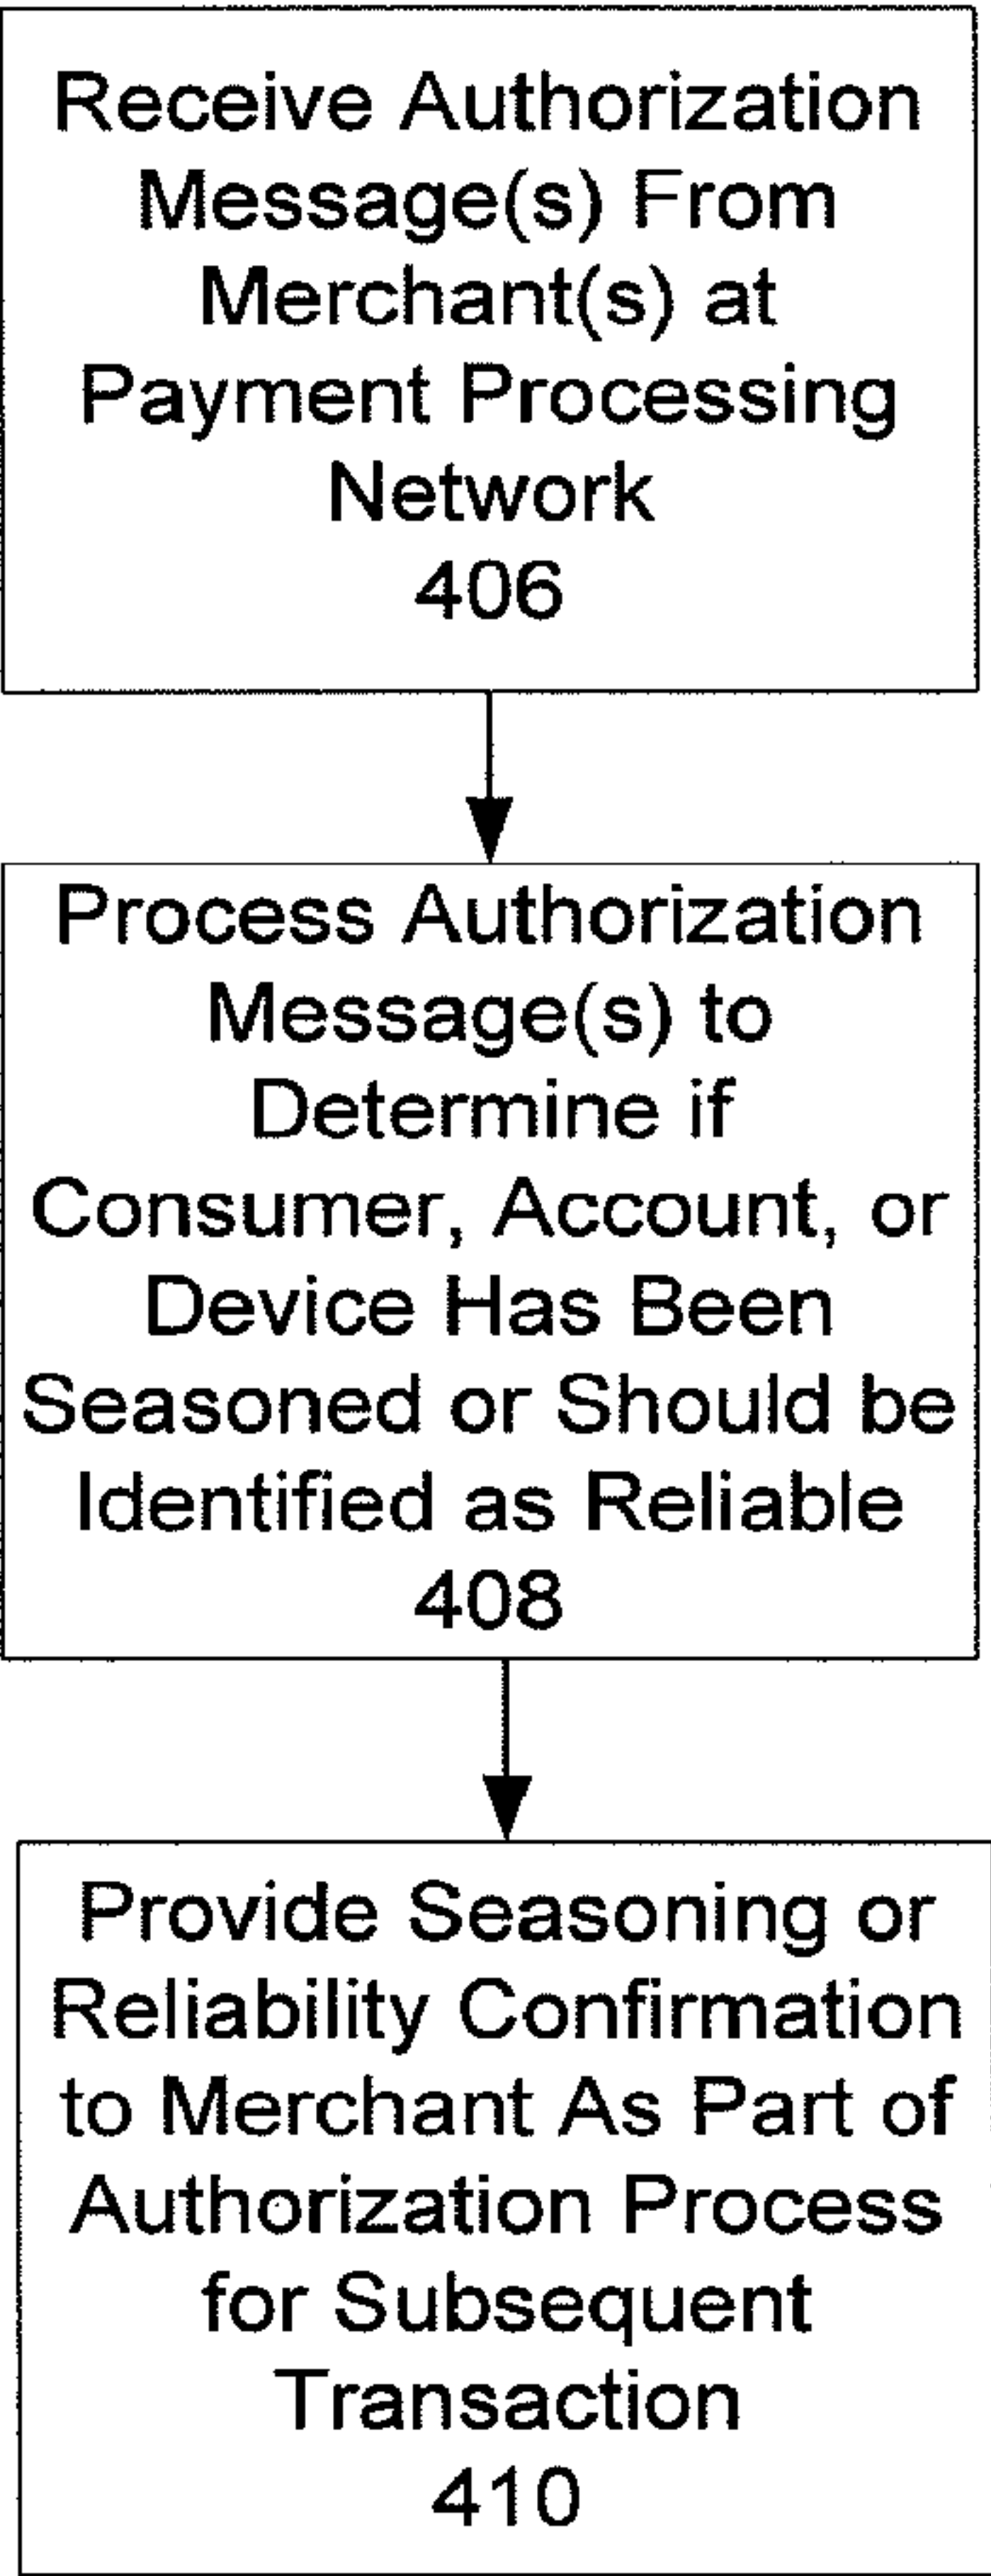 Receive Authorization
Message(s) From
Merchant(s) at
Payment Processing
Network
406
Process Authorization
Message(s) to
Determine if
Consumer, Account, or
Device Has Been
Seasoned or Should be
Identified as Reliable
408
Provide Seasoning or
Reliability Confirmation
to Merchant As Part of
Authorization Process
for Subsequent
Transaction
410